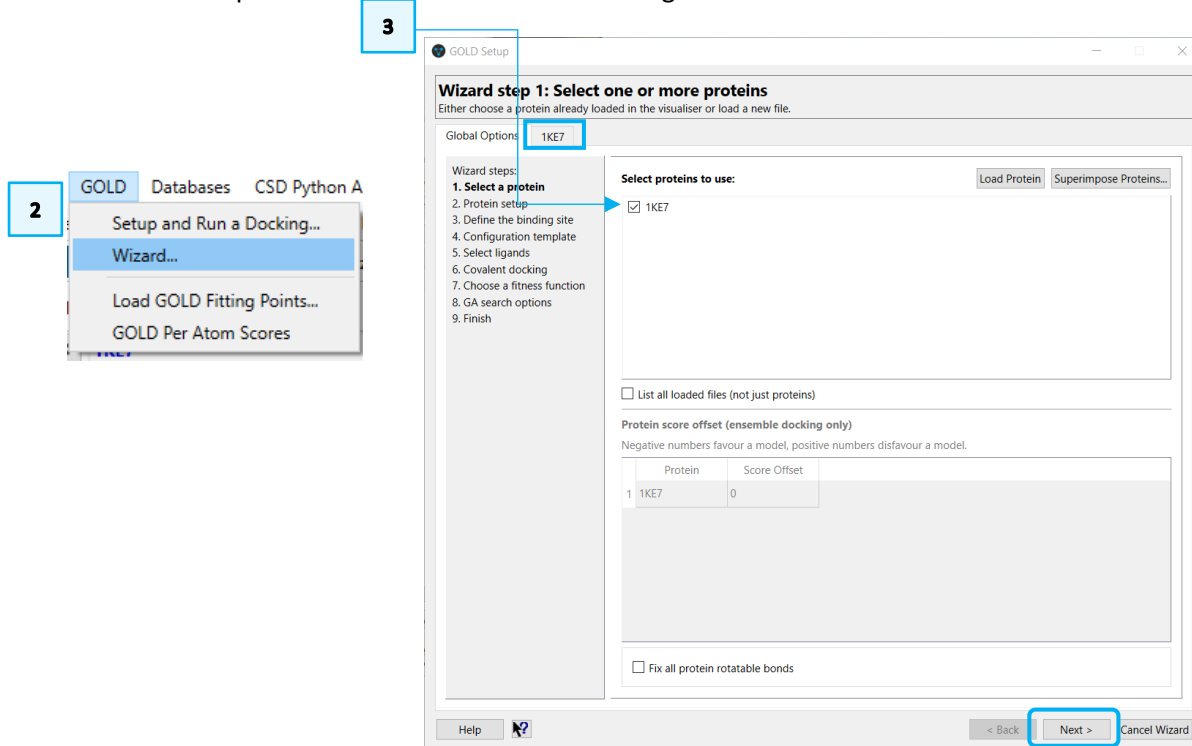 3
2
GOLD Databases CSD Python A
Setup and Run a Docking...
Wizard...
Load GOLD Fitting Points...
GOLD Per Atom Scores
1KE7
GOLD Setup
Wizard step 1: Select one or more proteins
Either choose a protein already loaded in the visualiser or load a new file.
Global Options 1KE7
Wizard steps:
1. Select a protein
2. Protein setup
3. Define the binding site
4. Configuration template
5. Select ligands
6. Covalent docking
7. Choose a fitness function
8. GA search options
9. Finish
Select proteins to use: Load Protein Superimpose Proteins...
1KE7
List all loaded files (not just proteins)
Protein score offset (ensemble docking only)
Negative numbers favour a model, positive numbers disfavour a model.
Protein Score Offset
1 1KE7 0
Fix all protein rotatable bonds
Help < Back Next > Cancel Wizard